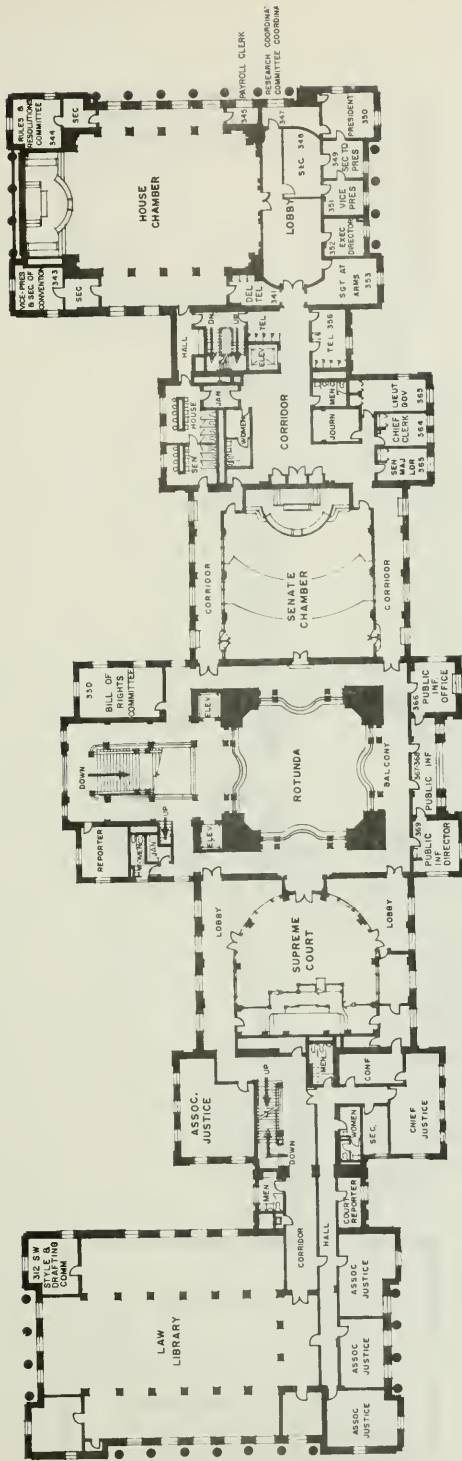 RULES &
RESOLUTIONS
COMMITTEE
344
SEC
VICE-PRES
& SEC. OF
CONVENTION
343
SEC
HOUSE
CHAMBER
345
PAYROLL CLERK
347
RESEARCH COORDINAT
COMMITTEE COORDINAT
SEC 348
LOBBY
PRESIDENT
350
349
SEC TO
PRES
351
VICE
PRES
352
EXEC
DIRECTOR
SGT AT
ARMS
353
DEL
TEL
341
HALL
DN
UP
TEL
ELEV
JAN
HOUSE
SEN
WOMEN
CORRIDOR
TEL 356
MEN
JOURN
LIEUT
GOV
363
CHIEF
CLERK
364
SEN
MAJ
LDR
365
CORRIDOR
SENATE
CHAMBER
CORRIDOR
330
BILL OF
RIGHTS
COMMITTEE
DOWN
ELEV
ROTUNDA
BALCONY
ELEV
REPORTER
WOMEN
JAN
UP
366
PUBLIC
INF
OFFICE
367-368
PUBLIC INF
369
PUBLIC
INF
DIRECTOR
LOBBY
SUPREME
COURT
LOBBY
ASSOC.
JUSTICE
UP
DOWN
MEN
CONF
CHIEF
JUSTICE
WOMEN
SEC.
MEN
COURT
REPORTER
CORRIDOR
HALL
312 S.W.
STYLE &
DRAFTING
COMM
LAW
LIBRARY
ASSOC
JUSTICE
ASSOC
JUSTICE
ASSOC
JUSTICE